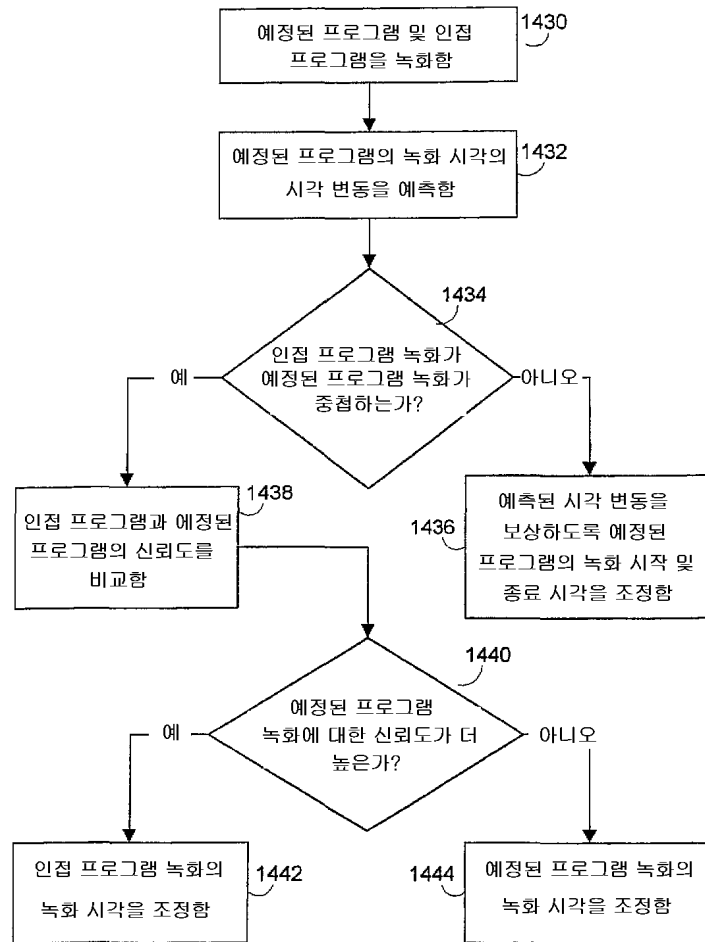 예정된 프로그램 및 인접
프로그램을 녹화함
1430
예정된 프로그램의 녹화 시각의
시각 변동을 예측함
1432
1434
인접 프로그램 녹화가
예정된 프로그램 녹화가
중첩하는가?
예
아니오
1438
인접 프로그램과 예정된
프로그램의 신뢰도를
비교함
1436
예측된 시각 변동을
보상하도록 예정된
프로그램의 녹화 시작 및
종료 시각을 조정함
1440
예정된 프로그램
녹화에 대한 신뢰도가 더
높은가?
예
아니오
인접 프로그램 녹화의
녹화 시각을 조정함
1442
1444
예정된 프로그램 녹화의
녹화 시각을 조정함